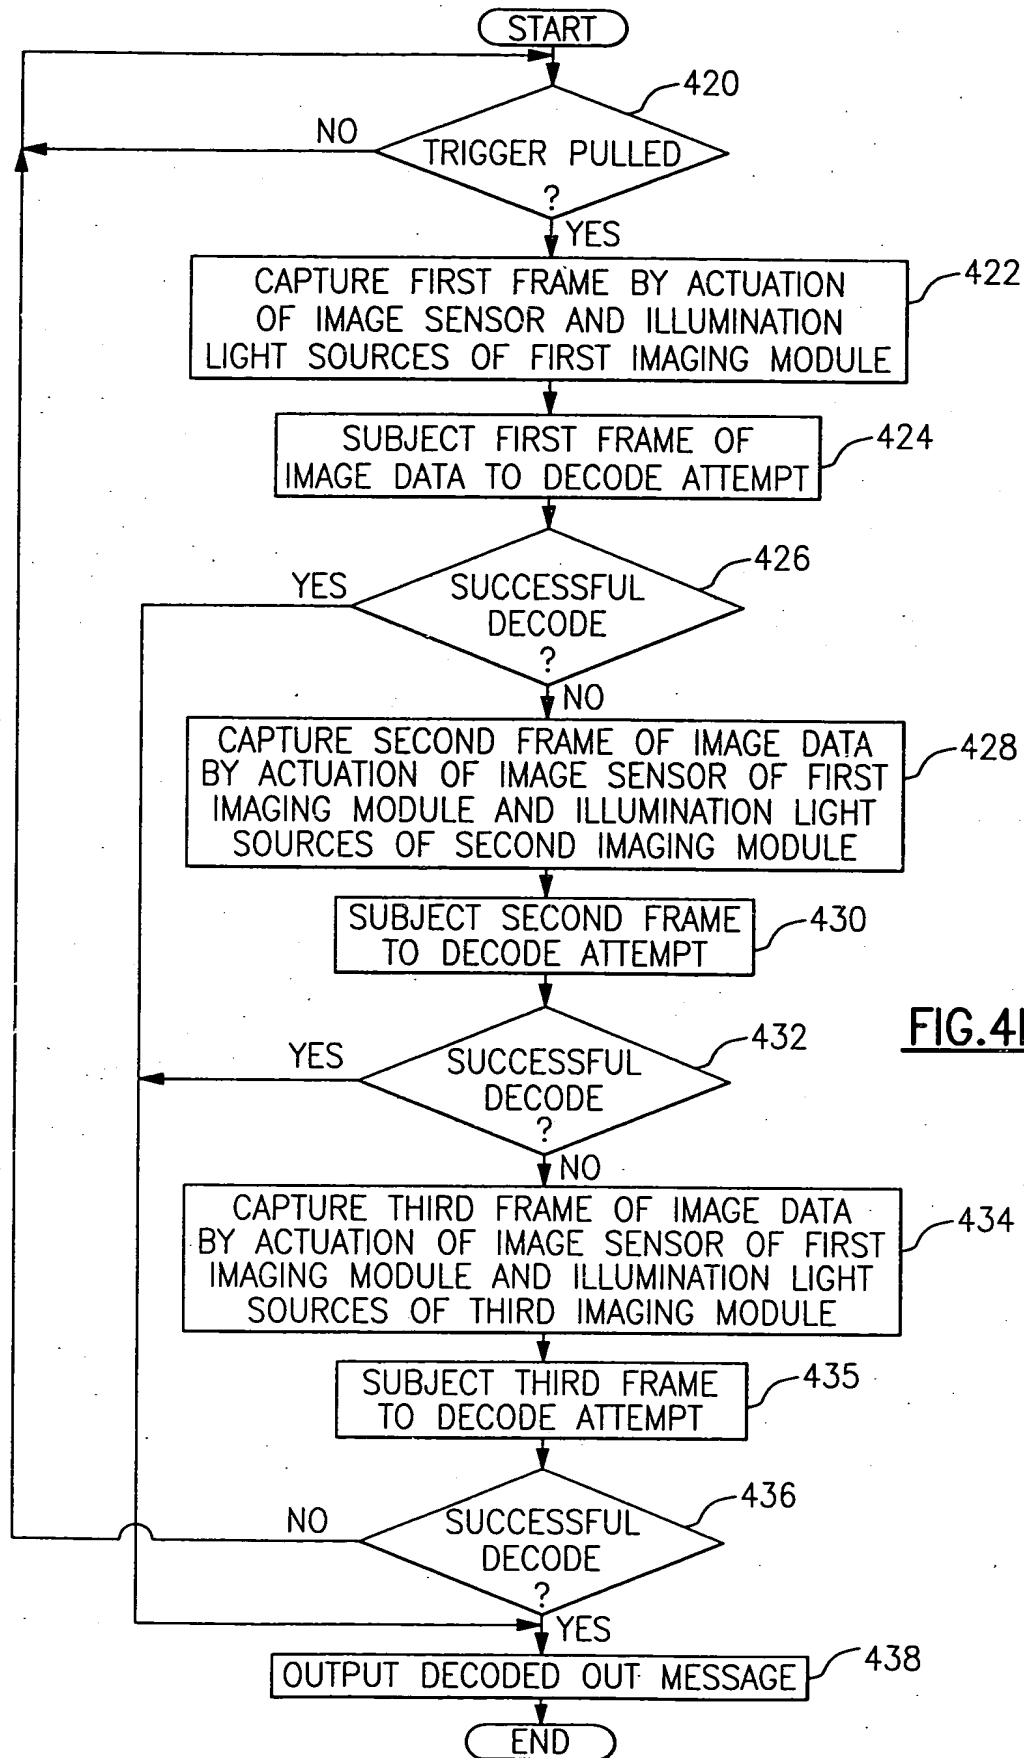 START
420
NO
TRIGGER PULLED
?
YES
CAPTURE FIRST FRAME BY ACTUATION
OF IMAGE SENSOR AND ILLUMINATION
LIGHT SOURCES OF FIRST IMAGING MODULE
422
SUBJECT FIRST FRAME OF
IMAGE DATA TO DECODE ATTEMPT
424
426
YES
SUCCESSFUL
DECODE
?
NO
CAPTURE SECOND FRAME OF IMAGE DATA
BY ACTUATION OF IMAGE SENSOR OF FIRST
IMAGING MODULE AND ILLUMINATION LIGHT
SOURCES OF SECOND IMAGING MODULE
428
SUBJECT SECOND FRAME
TO DECODE ATTEMPT
430
FIG.4
432
YES
SUCCESSFUL
DECODE
?
NO
CAPTURE THIRD FRAME OF IMAGE DATA
BY ACTUATION OF IMAGE SENSOR OF FIRST
IMAGING MODULE AND ILLUMINATION LIGHT
SOURCES OF THIRD IMAGING MODULE
434
SUBJECT THIRD FRAME
TO DECODE ATTEMPT
435
436
NO
SUCCESSFUL
DECODE
?
YES
OUTPUT DECODED OUT MESSAGE
438
END